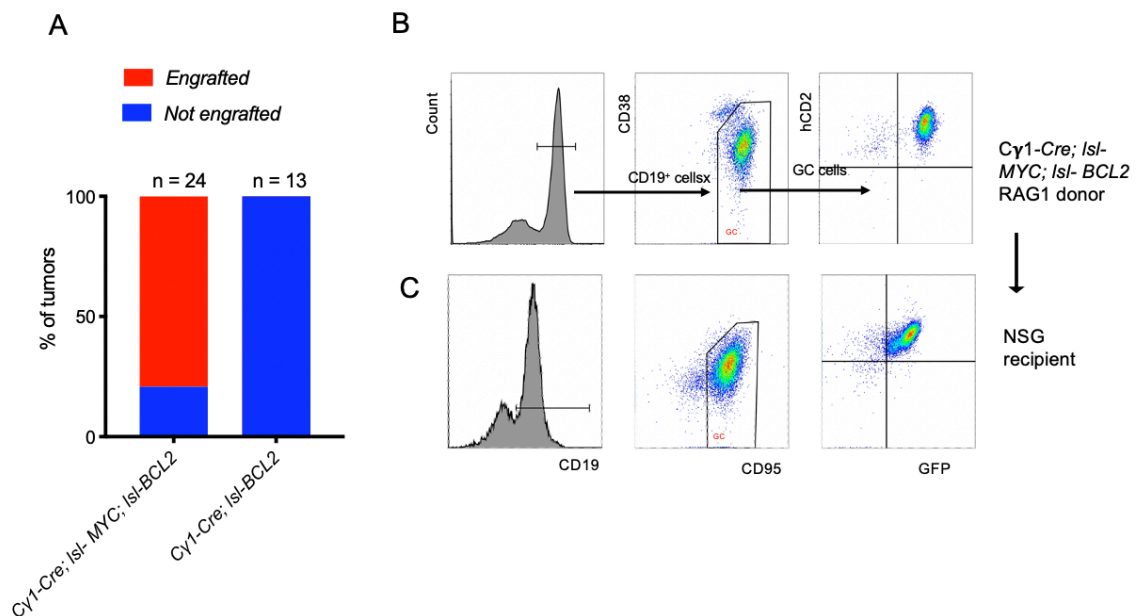 A
Engrafted
Not engrafted
n = 24
n = 13
100
50
0
% of tumors
Cγ1-Cre; lsl- MYC; lsl-BCL2
Cγ1-Cre; lsl-BCL2
B
Count
CD38
hCD2
CD19+ cellsx
GC cells
GC
Cγ1-Cre; lsl-
MYC; lsl- BCL2
RAG1 donor
C
GC
NSG
recipient
CD19
CD95
GFP